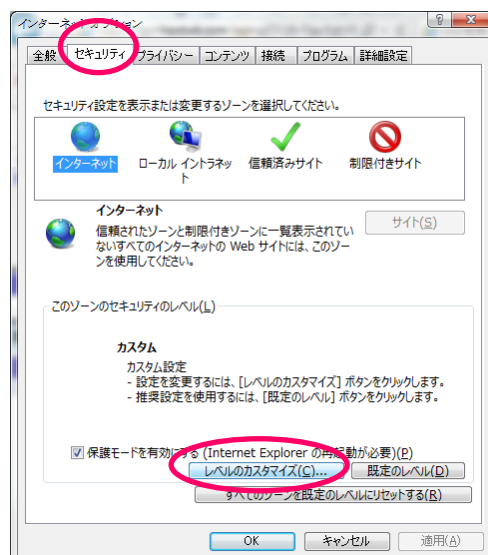 インターネット オプション
全般 セキュリティ プライバシー コンテンツ 接続 プログラム 詳細設定
セキュリティ設定を表示または変更するゾーンを選択してください。
インターネット ローカル イントラネット 信頼済みサイト 制限付きサイト
インターネット
サイト(S)
信頼されたゾーンと制限付きゾーンに一覧表示されてい
ないすべてのインターネットの Web サイトには、このゾー
ンを使用してください。
このゾーンのセキュリティのレベル(L)
カスタム
カスタム設定
- 設定を変更するには、[レベルのカスタマイズ] ボタンをクリックします。
- 推奨設定を使用するには、[既定のレベル] ボタンをクリックします。
保護モードを有効にする (Internet Explorer の再起動が必要)(P)
レベルのカスタマイズ(C)... 既定のレベル(D)
すべてのゾーンを既定のレベルにリセットする(R)
OK キャンセル 適用(A)